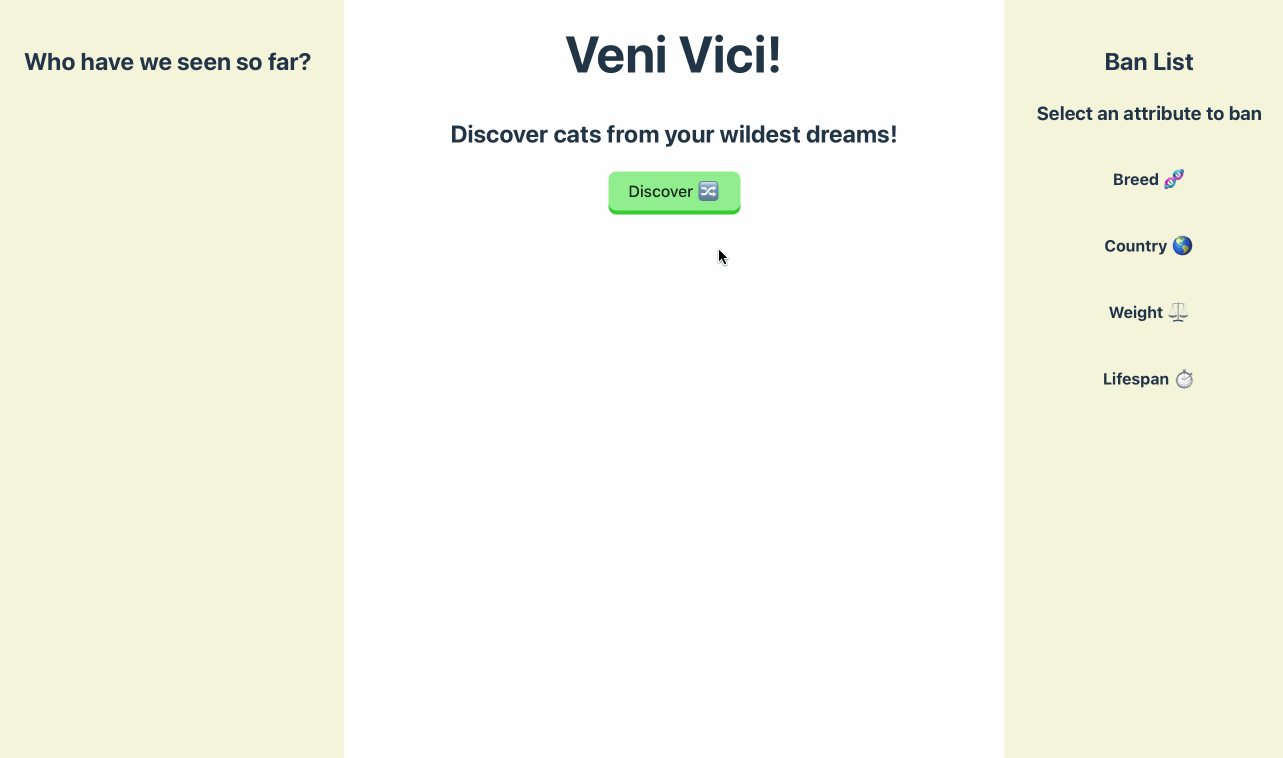 Who have we seen so far?
Veni Vici!
Discover cats from your wildest dreams!
Discover 🔀
Ban List
Select an attribute to ban
Breed 🧬
Country 🌎
Weight ⚖️
Lifespan ⏱️